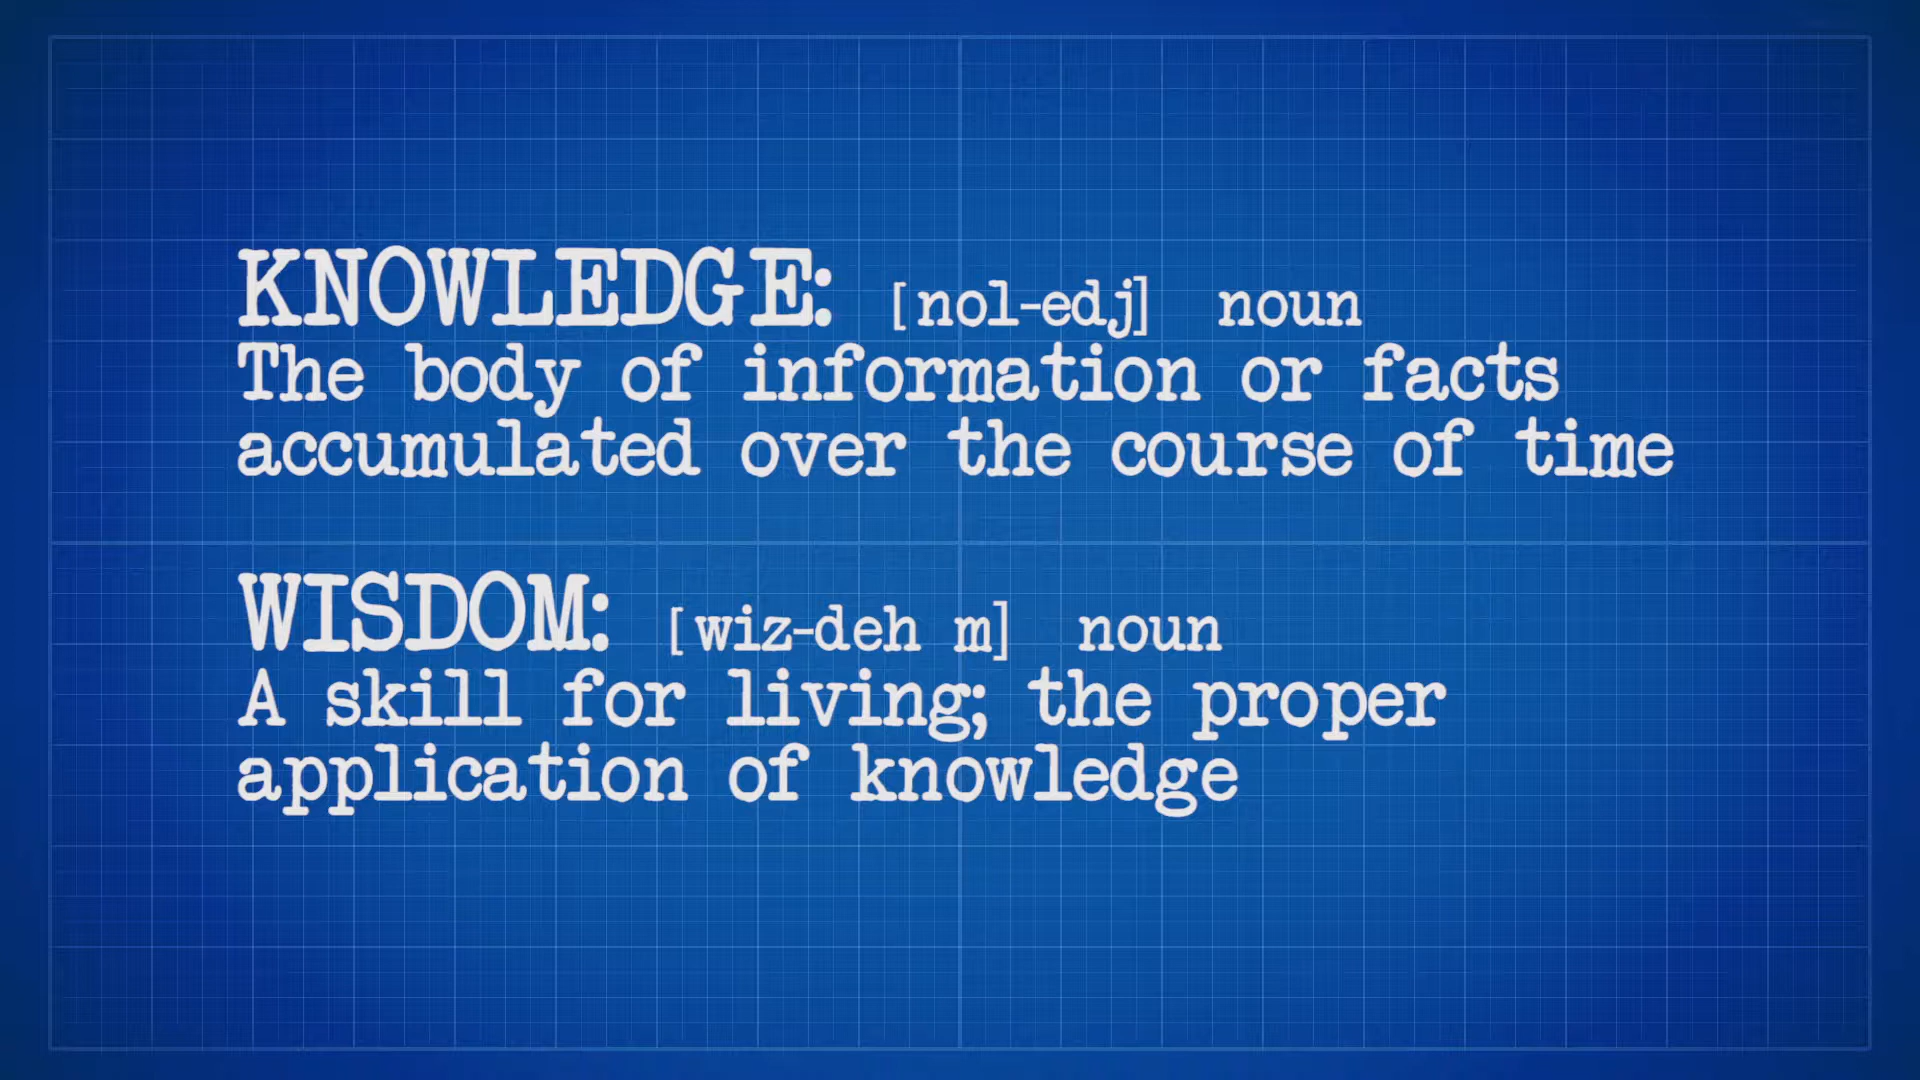 KNOWLEDGE: [nol-edj] noun
The body of information or facts
accumulated over the course of time
WISDOM: [wiz-deh m] noun
A skill for living; the proper
application of knowledge